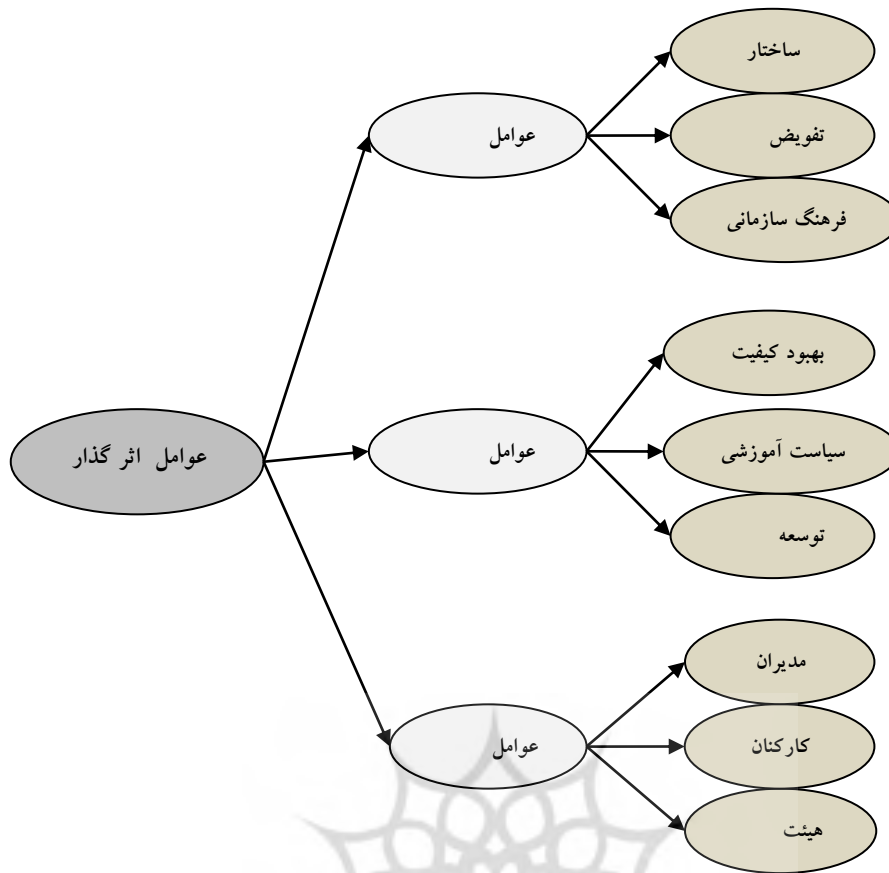 ساختار
عوامل
تفویض
فرهنگ سازمانی
بهبود کیفیت
عوامل اثر گذار
عوامل
سیاست آموزشی
توسعه
مدیران
عوامل
کارکنان
هیئت